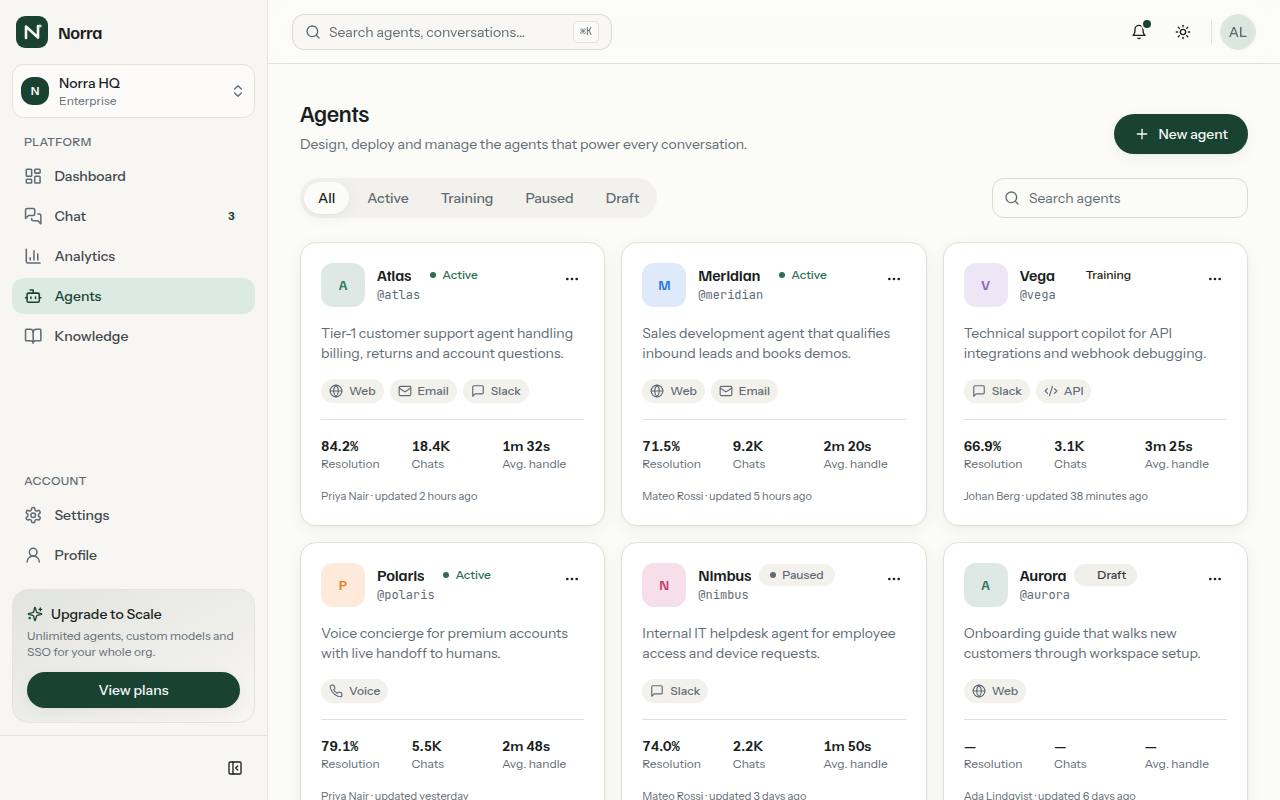 Norra
Search agents, conversations...
⌘K
AL
N
Norra HQ
Enterprise
PLATFORM
Dashboard
Chat
3
Analytics
Agents
Knowledge
ACCOUNT
Settings
Profile
Upgrade to Scale
Unlimited agents, custom models and
SSO for your whole org.
View plans
Agents
Design, deploy and manage the agents that power every conversation.
New agent
All
Active
Training
Paused
Draft
Search agents
A
Atlas
Active
@atlas
Tier-1 customer support agent handling
billing, returns and account questions.
Web
Email
Slack
84.2%
18.4K
1m 32s
Resolution
Chats
Avg. handle
Priya Nair · updated 2 hours ago
M
Meridian
Active
@meridian
Sales development agent that qualifies
inbound leads and books demos.
Web
Email
71.5%
9.2K
2m 20s
Resolution
Chats
Avg. handle
Mateo Rossi · updated 5 hours ago
V
Vega
Training
@vega
Technical support copilot for API
integrations and webhook debugging.
Slack
API
66.9%
3.1K
3m 25s
Resolution
Chats
Avg. handle
Johan Berg · updated 38 minutes ago
P
Polaris
Active
@polaris
Voice concierge for premium accounts
with live handoff to humans.
Voice
79.1%
5.5K
2m 48s
Resolution
Chats
Avg. handle
Priya Nair · updated yesterday
N
Nimbus
Paused
@nimbus
Internal IT helpdesk agent for employee
access and device requests.
Slack
74.0%
2.2K
1m 50s
Resolution
Chats
Avg. handle
Mateo Rossi · updated 3 days ago
A
Aurora
Draft
@aurora
Onboarding guide that walks new
customers through workspace setup.
Web
—
—
—
Resolution
Chats
Avg. handle
Ada Lindqvist · updated 6 days ago